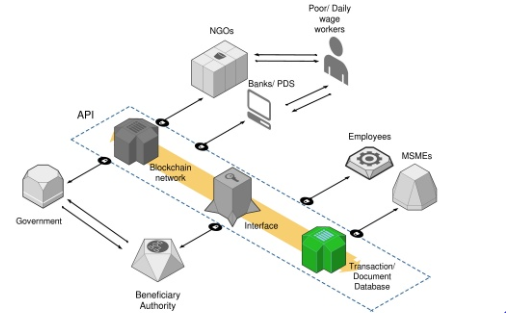 Poor/ Daily
wage
workers
NGOs
Banks/ PDS
API
Employees
MSMEs
Blockchain
network
Government
Interface
Transaction/
Document
Database
Beneficiary
Authority